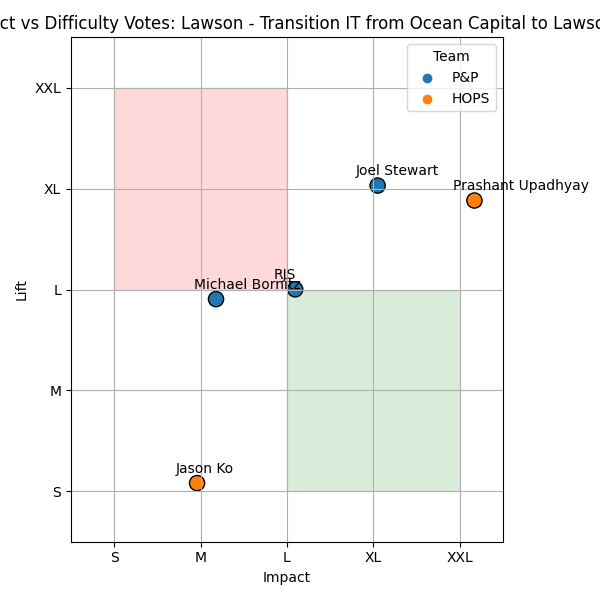 ct vs Difficulty Votes: Lawson - Transition IT from Ocean Capital to Lawso
Team
P&P
HOPS
XXL
XL
L
M
S
Lift
Joel Stewart
Prashant Upadhyay
RJS
Michael
Jason Ko
S
M
L
XL
XXL
Impact